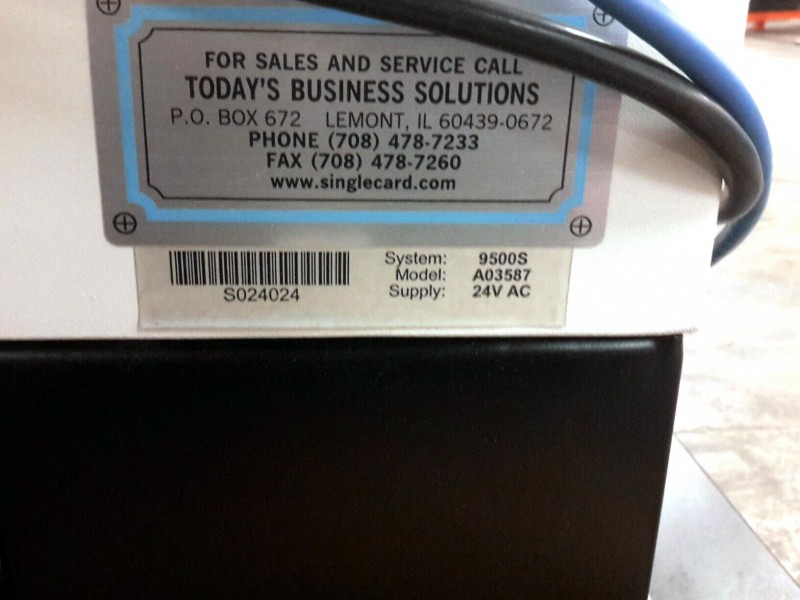 FOR SALES AND SERVICE CALL
TODAY'S BUSINESS SOLUTIONS
P.O. BOX 672 LEMONT, IL 60439-0672
PHONE (708) 478-7233
FAX (708) 478-7260
www.singlecard.com
S024024
System: 9500S
Model: A03587
Supply: 24V AC